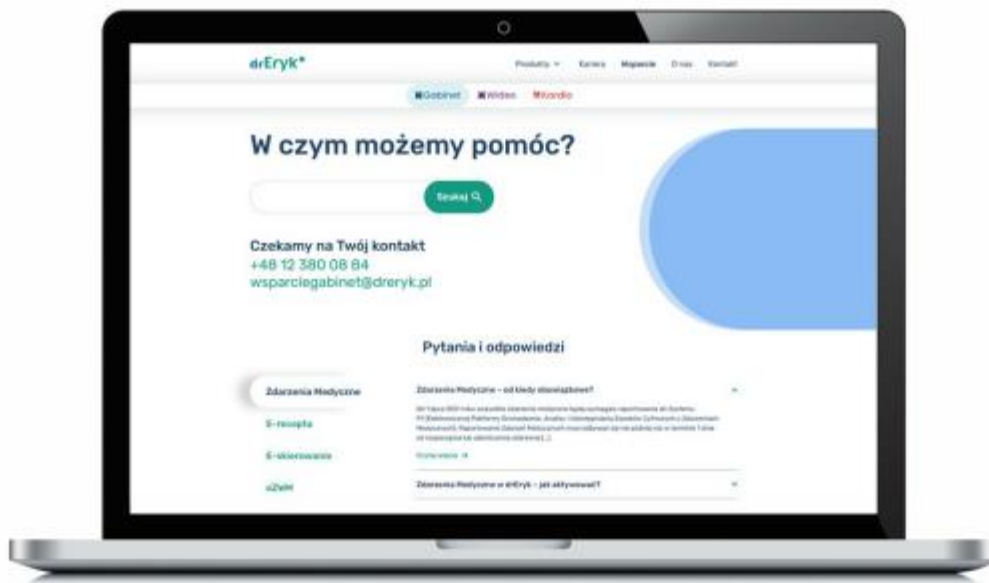 drEryk*
Produkty Kariera Wsparcie O nas Kontakt
Gabinet Wideo Kardio
W czym możemy pomóc?
Szukaj
Czekamy na Twój kontakt
+48 12 380 08 84
wsparciegabinet@dreryk.pl
Pytania i odpowiedzi
Zdarzenia Medyczne
Zdarzenia Medyczne – od kiedy obowiązkowe?
E-recepta
E-skierowanie
Czytaj więcej
eZWM
Zdarzenia Medyczne w drEryk – jak aktywować?